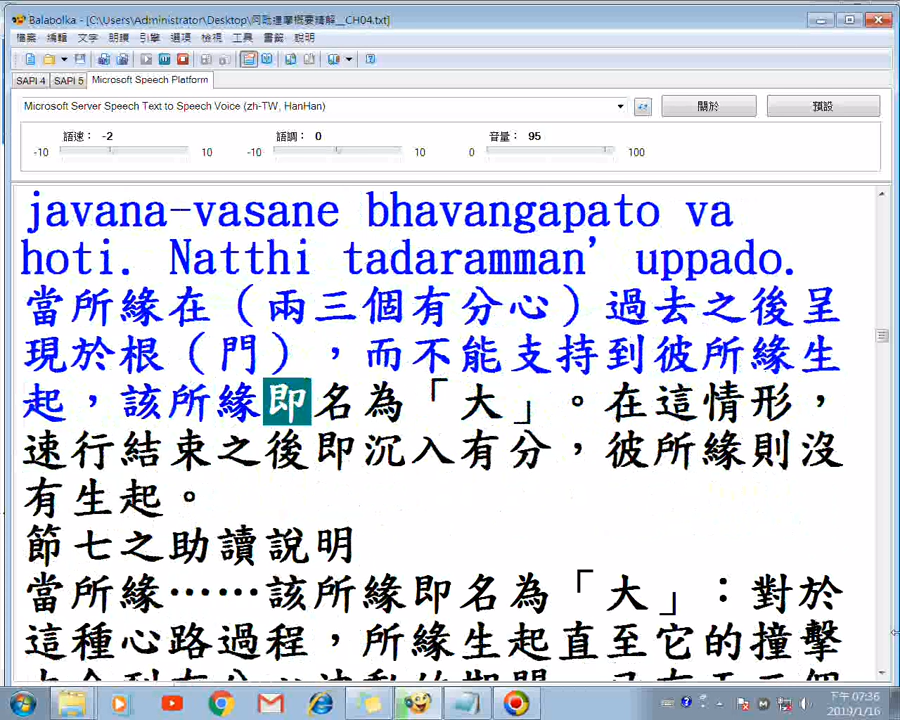 Balabolka - [C:\Users\Administrator\Desktop\阿毗達摩概要精解__CH04.txt]
檔案 編輯 文字 朗讀 引擎 選項 檢視 工具 書籤 說明
SAPI 4 SAPI 5 Microsoft Speech Platform
Microsoft Server Speech Text to Speech Voice (zh-TW, HanHan) 關於 預設
語速： -2 語調： 0 音量： 95
-10 10 -10 10 0 100
javana-vasane bhavangapato va
hoti. Natthi tadaramman’ uppado.
當所緣在（兩三個有分心）過去之後呈
現於根（門），而不能支持到彼所緣生
起，該所緣即名為「大」。在這情形，
速行結束之後即沉入有分，彼所緣則沒
有生起。
節七之助讀說明
當所緣⋯⋯該所緣即名為「大」：對於
這種心路過程，所緣生起直至它的撞擊
下午 07:36
2019/1/16